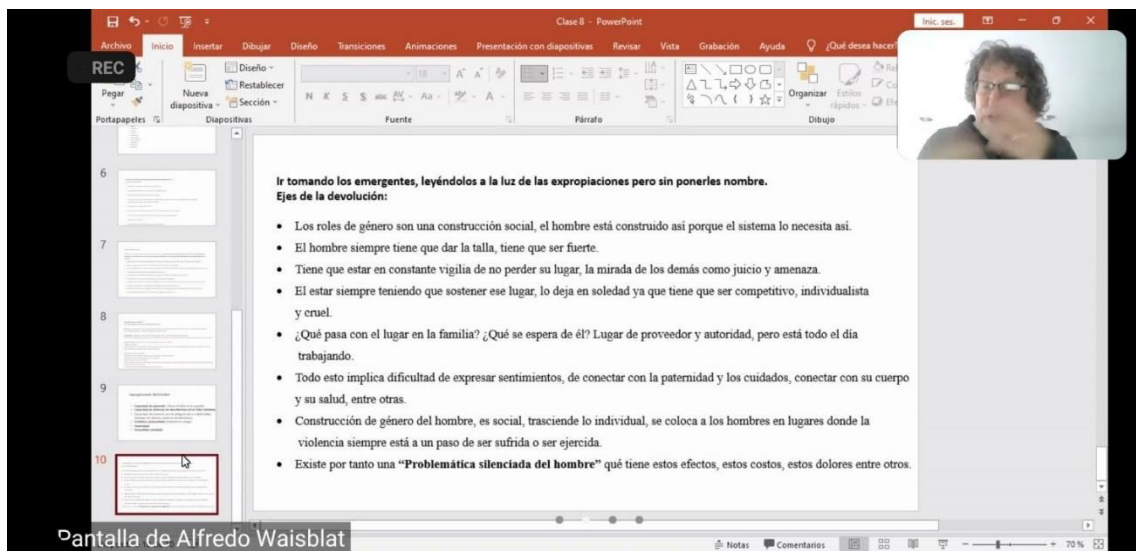 Clase 8 - PowerPoint
Inic. ses.
Archivo Inicio Insertar Dibujar Diseño Transiciones Animaciones Presentación con diapositivas Revisar Vista Grabación Ayuda ¿Qué desea hacer?
REC
Pegar
Nueva diapositiva
Diseño
Restablecer
Sección
18
N K S S abc AV Aa A
Organizar
Estilos rápidos
Portapapeles Diapositivas Fuente Párrafo Dibujo
6
7
8
9
10
Ir tomando los emergentes, leyéndolos a la luz de las expropiaciones pero sin ponerles nombre.
Ejes de la devolución:
• Los roles de género son una construcción social, el hombre está construido así porque el sistema lo necesita así.
• El hombre siempre tiene que dar la talla, tiene que ser fuerte.
• Tiene que estar en constante vigilia de no perder su lugar, la mirada de los demás como juicio y amenaza.
• El estar siempre teniendo que sostener ese lugar, lo deja en soledad ya que tiene que ser competitivo, individualista
y cruel.
• ¿Qué pasa con el lugar en la familia? ¿Qué se espera de él? Lugar de proveedor y autoridad, pero está todo el día
trabajando.
• Todo esto implica dificultad de expresar sentimientos, de conectar con la paternidad y los cuidados, conectar con su cuerpo
y su salud, entre otras.
• Construcción de género del hombre, es social, trasciende lo individual, se coloca a los hombres en lugares donde la
violencia siempre está a un paso de ser sufrida o ser ejercida.
• Existe por tanto una “Problemática silenciada del hombre” qué tiene estos efectos, estos costos, estos dolores entre otros.
Pantalla de Alfredo Waisblat
Notas Comentarios 70 %